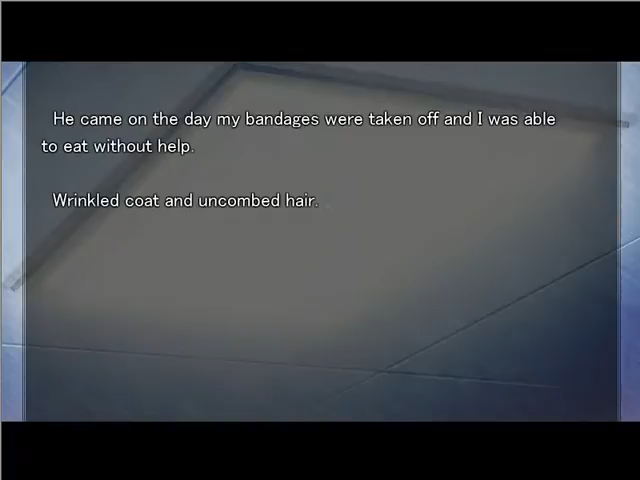 He came on the day my bandages were taken off and I was able
to eat without help.
Wrinkled coat and uncombed hair.